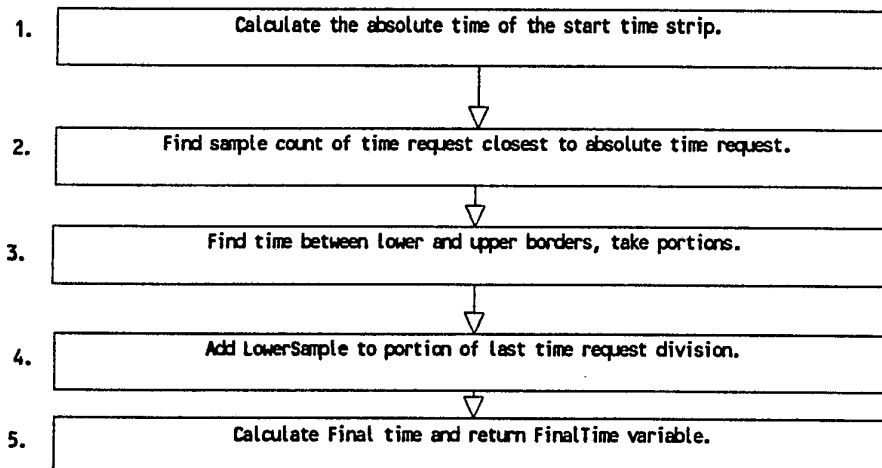 1. Calculate the absolute time of the start time strip.
2. Find sample count of time request closest to absolute time request.
3. Find time between lower and upper borders, take portions.
4. Add LowerSample to portion of last time request division.
5. Calculate Final time and return FinalTime variable.